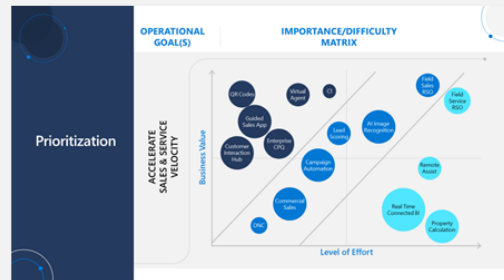 Prioritization
OPERATIONAL
GOAL(S)
IMPORTANCE/DIFFICULTY
MATRIX
ACCELERATE
SALES & SERVICE
VELOCITY
Business Value
QR Codes
Virtual
Agent
CI
Field
Sales
RSO
Field
Service
RSO
Guided
Sales App
Lead
Scoring
AI Image
Recognition
Customer
Interaction
Hub
Enterprise
CPQ
Campaign
Automation
Remote
Assist
Commercial
Sales
Real Time
Connected BI
DNC
Property
Calculation
Level of Effort